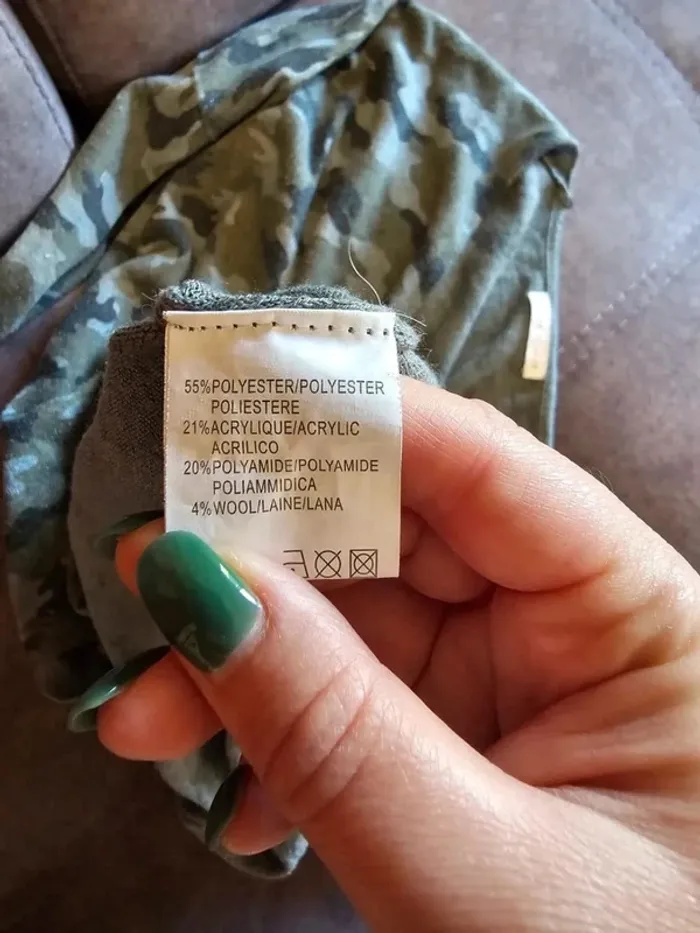 55%POLYESTER/POLYESTER
POLIESTERE
21%ACRYLIQUE/ACRYLIC
ACRILICO
20%POLYAMIDE/POLYAMIDE
POLIAMMIDICA
4%WOOL/LAINE/LANA